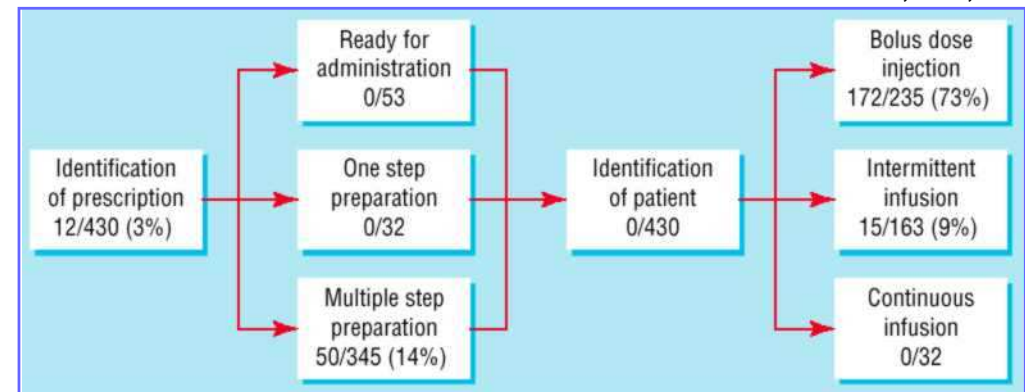 Identification
of prescription
12/430 (3%)
Ready for
administration
0/53
One step
preparation
0/32
Multiple step
preparation
50/345 (14%)
Identification
of patient
0/430
Bolus dose
injection
172/235 (73%)
Intermittent
infusion
15/163 (9%)
Continuous
infusion
0/32